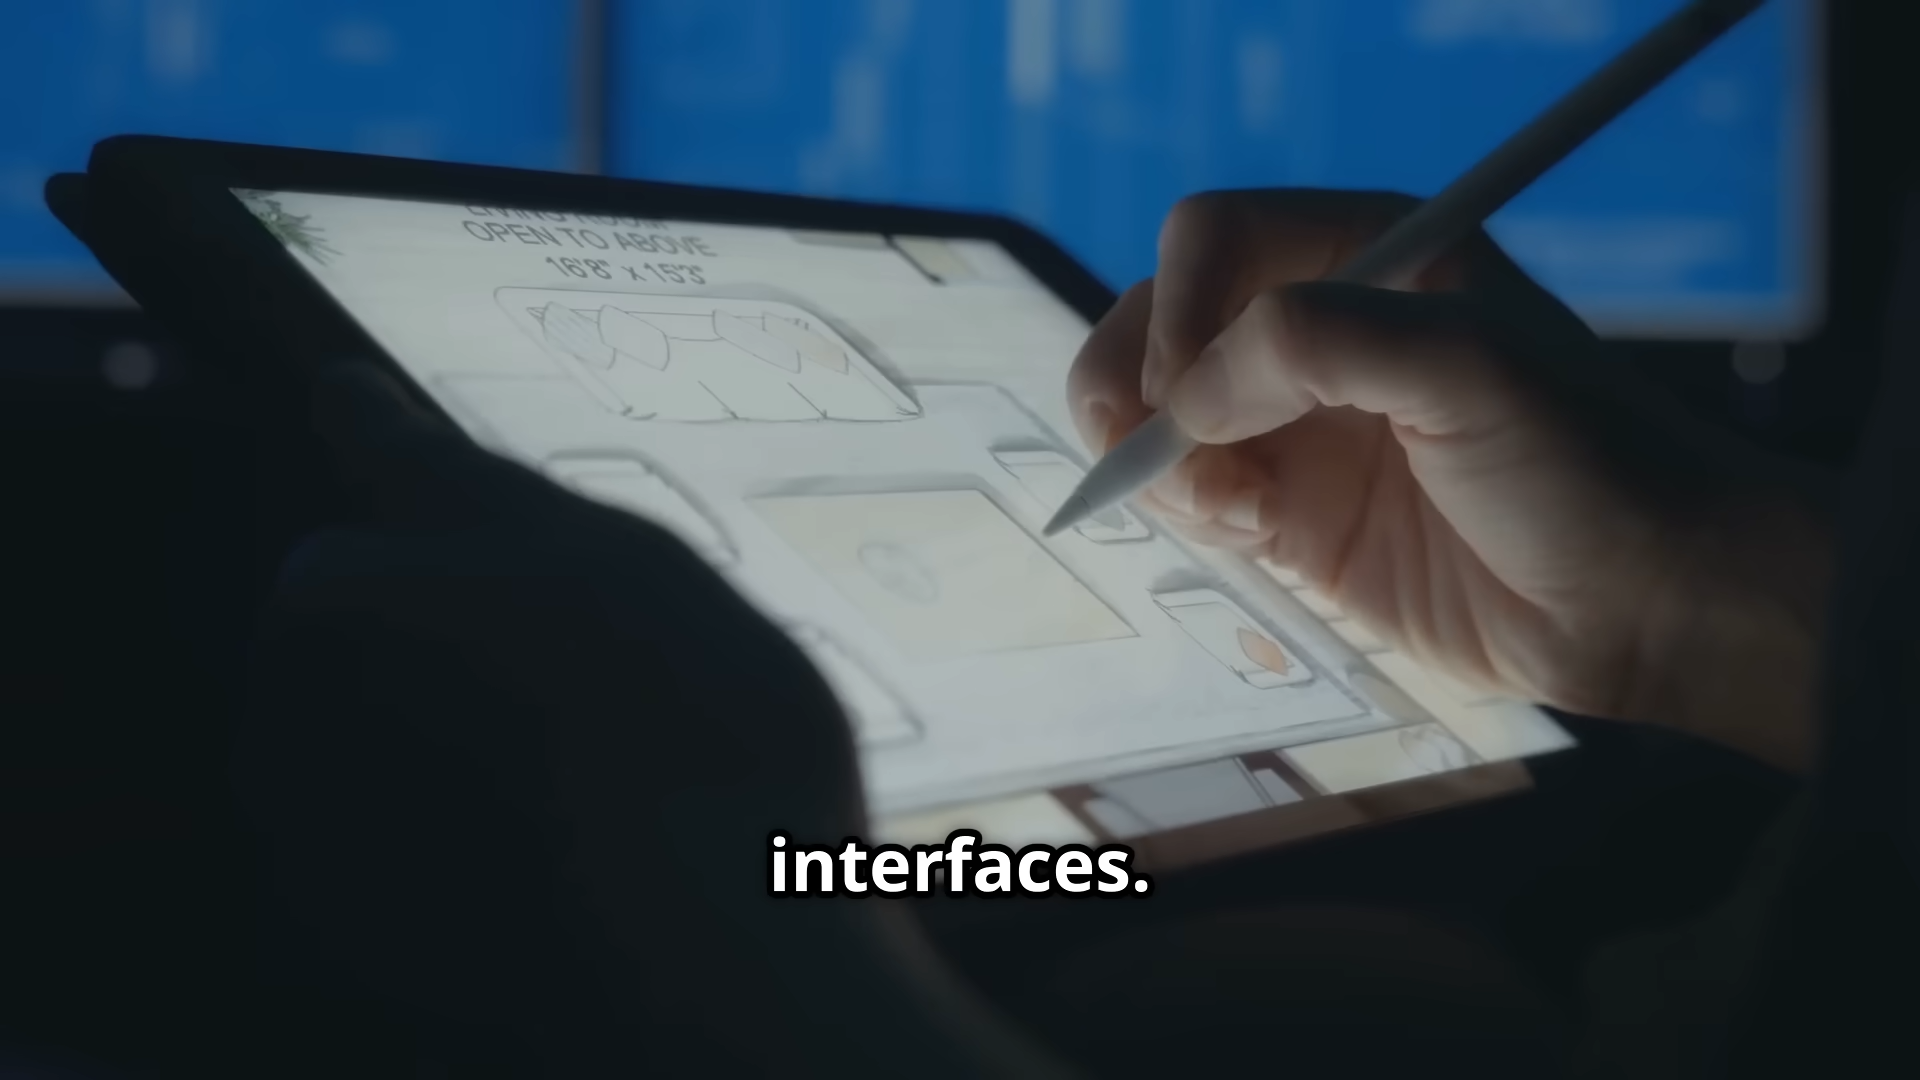 OPEN TO ABOVE
16'8" x 15'3"
interfaces.